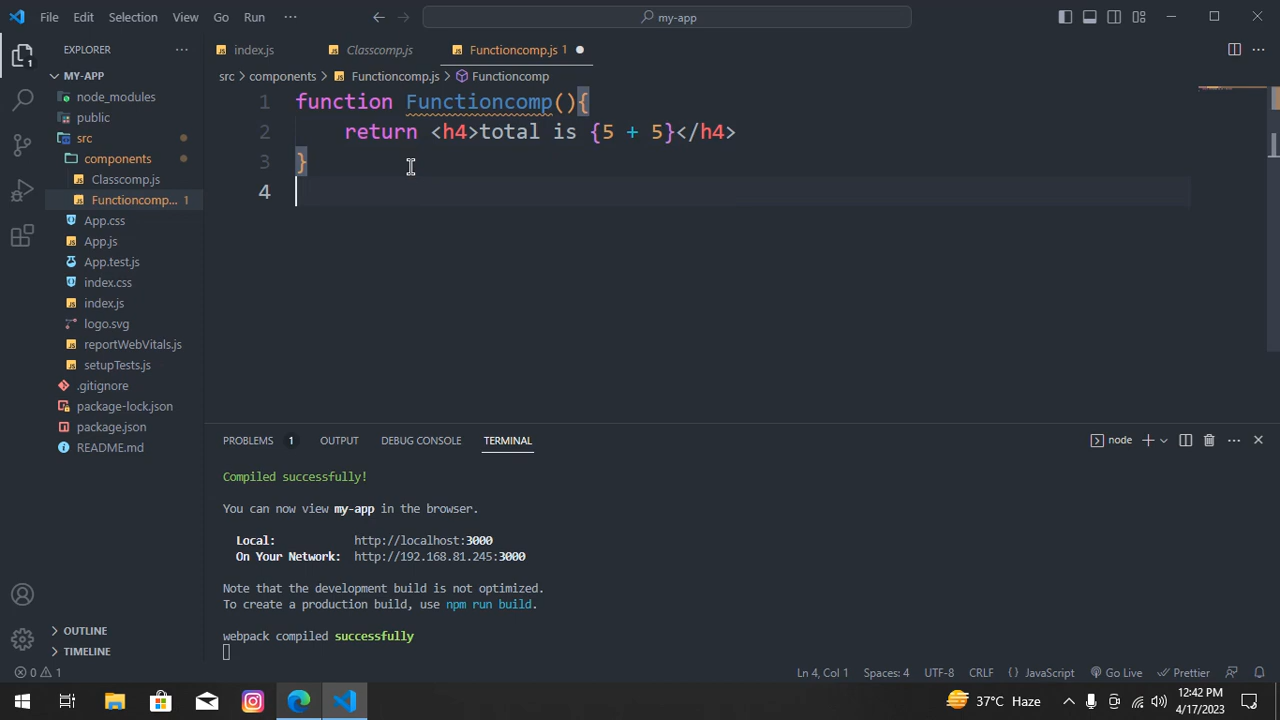 File Edit Selection View Go Run ··· my-app
EXPLORER ···
MY-APP
node_modules
public
src
components
Classcomp.js
Functioncomp... 1
App.css
App.js
App.test.js
index.css
index.js
logo.svg
reportWebVitals.js
setupTests.js
.gitignore
package-lock.json
package.json
README.md
OUTLINE
TIMELINE
index.js Classcomp.js Functioncomp.js 1
src > components > Functioncomp.js > Functioncomp
1 function Functioncomp(){
2 return <h4>total is {5 + 5}</h4>
3 }
4
PROBLEMS 1 OUTPUT DEBUG CONSOLE TERMINAL node
Compiled successfully!
You can now view my-app in the browser.
Local: http://localhost:3000
On Your Network: http://192.168.81.245:3000
Note that the development build is not optimized.
To create a production build, use npm run build.
webpack compiled successfully
0 1 Ln 4, Col 1 Spaces: 4 UTF-8 CRLF {} JavaScript Go Live Prettier
37°C Haze 12:42 PM
4/17/2023